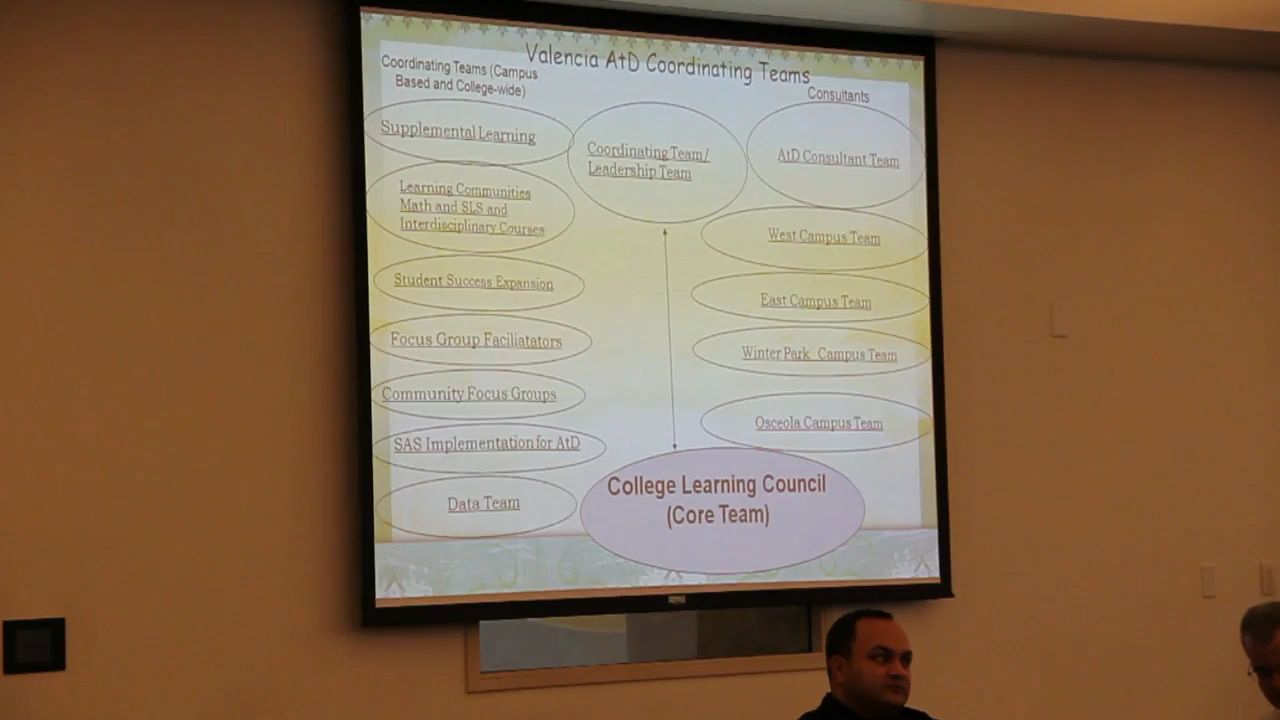 Valencia AtD Coordinating Teams
Coordinating Teams (Campus
Based and College-wide)
Consultants
Supplemental Learning
Coordinating Team/
Leadership Team
AtD Consultant Team
Learning Communities
Math and SLS and
Interdisciplinary Courses
West Campus Team
Student Success Expansion
East Campus Team
Focus Group Faciliatators
Winter Park Campus Team
Community Focus Groups
Osceola Campus Team
SAS Implementation for AtD
Data Team
College Learning Council
(Core Team)